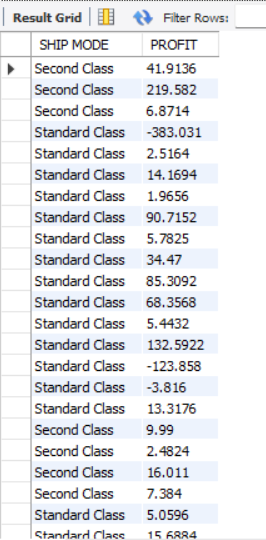 Result Grid Filter Rows:
SHIP MODE PROFIT
Second Class 41.9136
Second Class 219.582
Second Class 6.8714
Standard Class -383.031
Standard Class 2.5164
Standard Class 14.1694
Standard Class 1.9656
Standard Class 90.7152
Standard Class 5.7825
Standard Class 34.47
Standard Class 85.3092
Standard Class 68.3568
Standard Class 5.4432
Standard Class 132.5922
Standard Class -123.858
Standard Class -3.816
Standard Class 13.3176
Second Class 9.99
Second Class 2.4824
Second Class 16.011
Second Class 7.384
Standard Class 5.0596
Standard Class 15.6884